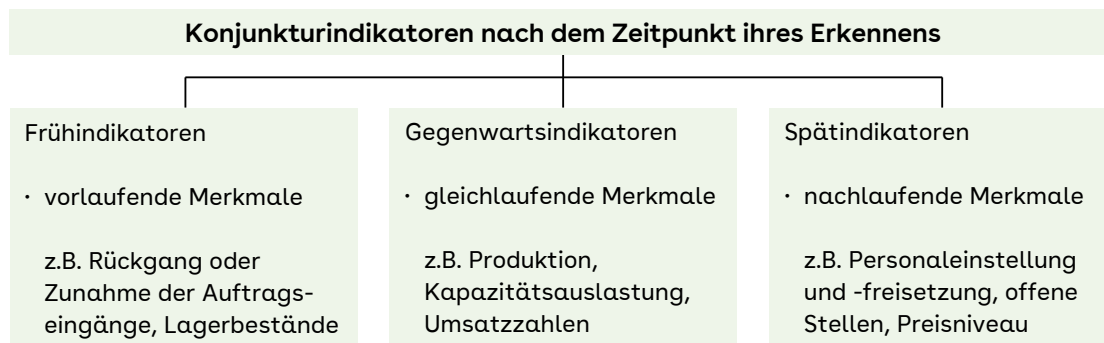 Konjunkturindikatoren nach dem Zeitpunkt ihres Erkennens
Frühindikatoren
· vorlaufende Merkmale
z.B. Rückgang oder
Zunahme der Auftrags-
eingänge, Lagerbestände
Gegenwartsindikatoren
· gleichlaufende Merkmale
z.B. Produktion,
Kapazitätsauslastung,
Umsatzzahlen
Spätindikatoren
· nachlaufende Merkmale
z.B. Personaleinstellung
und -freisetzung, offene
Stellen, Preisniveau